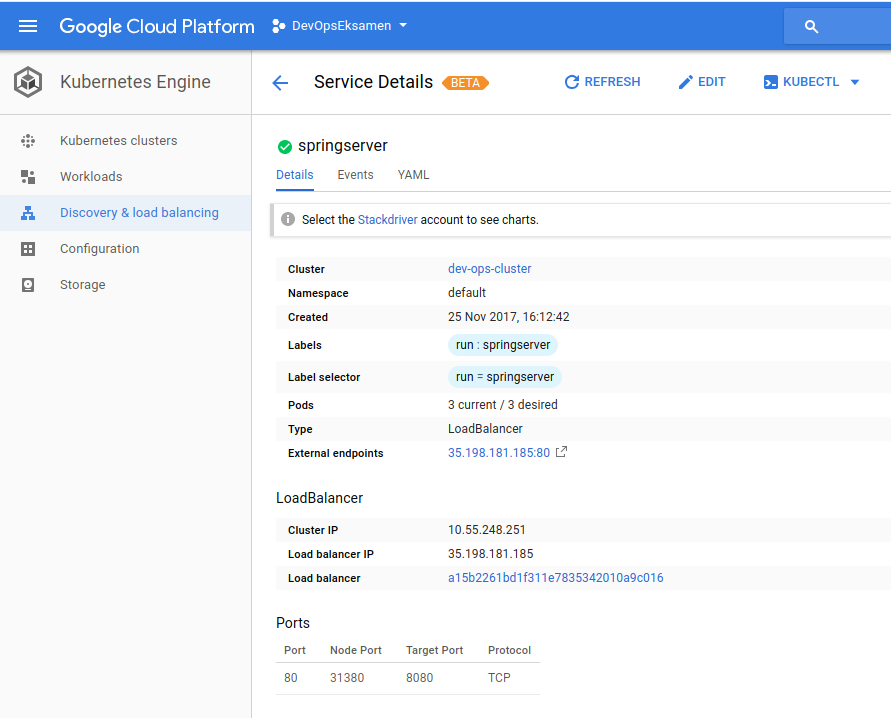 Google Cloud Platform DevOpsEksamen
Kubernetes Engine
Service Details BETA REFRESH EDIT KUBECTL
Kubernetes clusters
Workloads
Discovery & load balancing
Configuration
Storage
springserver
Details Events YAML
Select the Stackdriver account to see charts.
Cluster dev-ops-cluster
Namespace default
Created 25 Nov 2017, 16:12:42
Labels run : springserver
Label selector run = springserver
Pods 3 current / 3 desired
Type LoadBalancer
External endpoints 35.198.181.185:80
LoadBalancer
Cluster IP 10.55.248.251
Load balancer IP 35.198.181.185
Load balancer a15b2261bd1f311e7835342010a9c016
Ports
Port Node Port Target Port Protocol
80 31380 8080 TCP